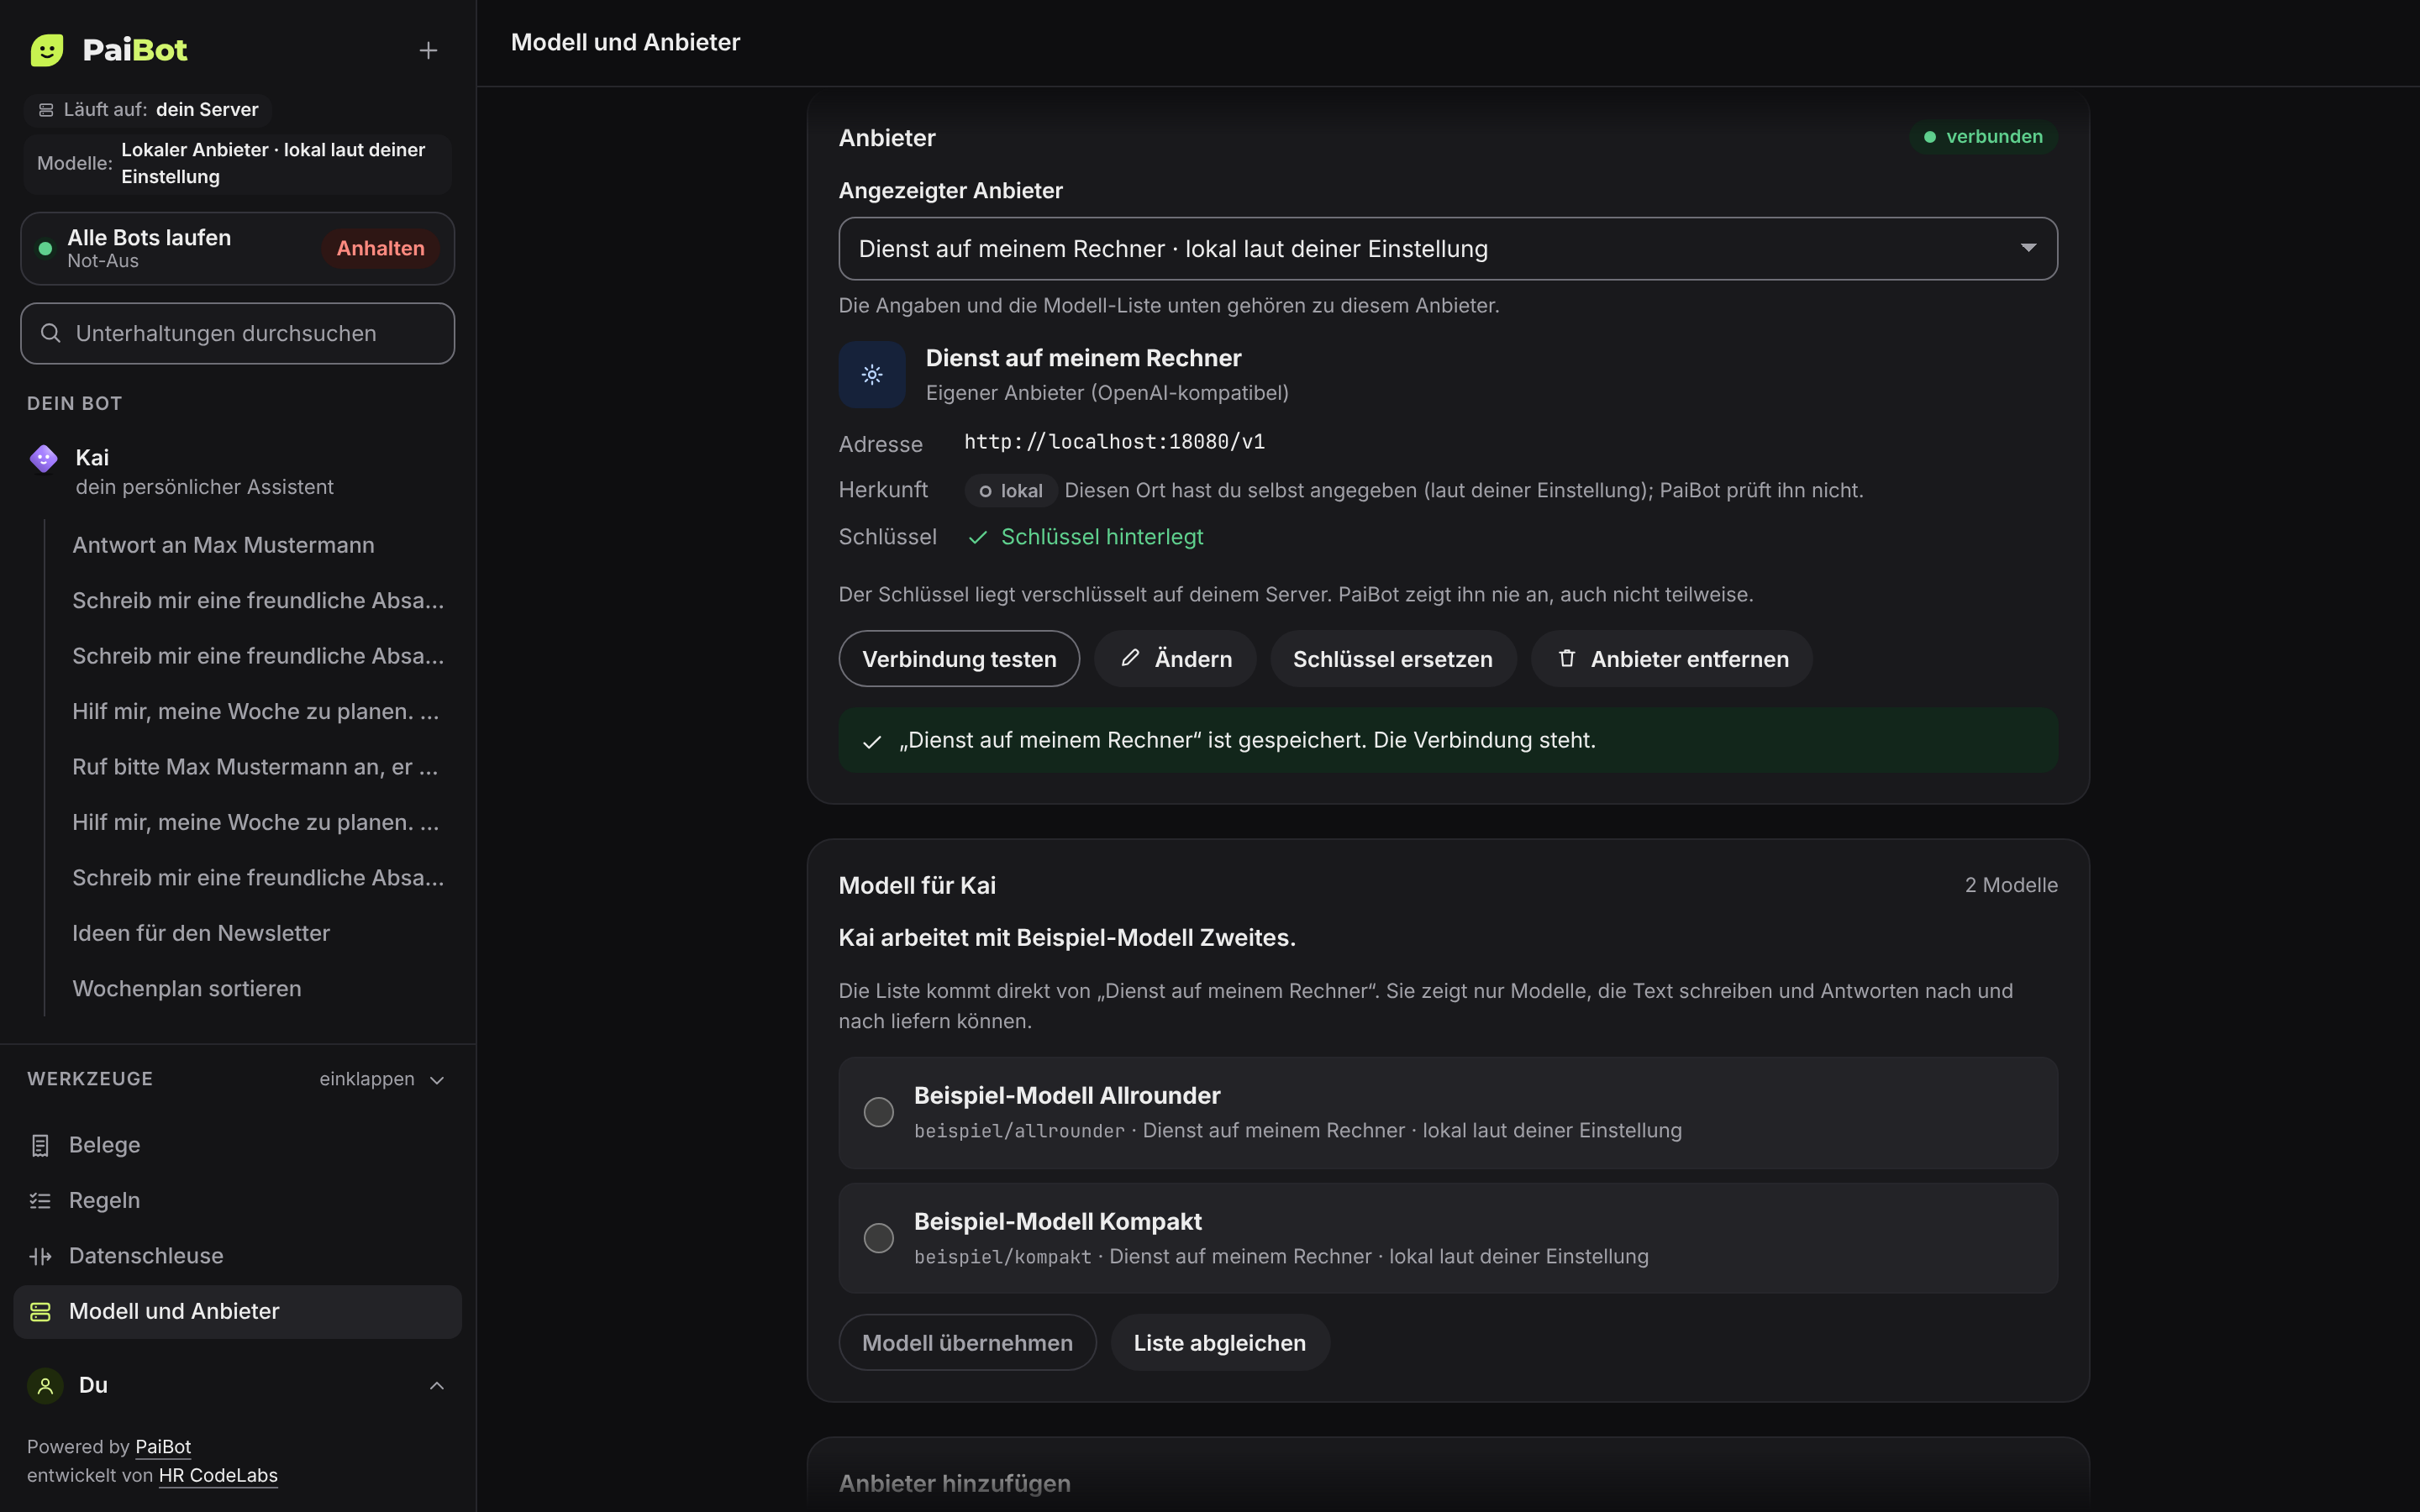 PaiBot
Läuft auf: dein Server
Modelle: Lokaler Anbieter · lokal laut deiner
Einstellung
Alle Bots laufen
Not-Aus
Anhalten
Unterhaltungen durchsuchen
DEIN BOT
Kai
dein persönlicher Assistent
Antwort an Max Mustermann
Schreib mir eine freundliche Absa...
Schreib mir eine freundliche Absa...
Hilf mir, meine Woche zu planen. ...
Ruf bitte Max Mustermann an, er ...
Hilf mir, meine Woche zu planen. ...
Schreib mir eine freundliche Absa...
Ideen für den Newsletter
Wochenplan sortieren
WERKZEUGE einklappen
Belege
Regeln
Datenschleuse
Modell und Anbieter
Du
Powered by PaiBot
entwickelt von HR CodeLabs
Modell und Anbieter
Anbieter verbunden
Angezeigter Anbieter
Dienst auf meinem Rechner · lokal laut deiner Einstellung
Die Angaben und die Modell-Liste unten gehören zu diesem Anbieter.
Dienst auf meinem Rechner
Eigener Anbieter (OpenAI-kompatibel)
Adresse http://localhost:18080/v1
Herkunft lokal Diesen Ort hast du selbst angegeben (laut deiner Einstellung); PaiBot prüft ihn nicht.
Schlüssel Schlüssel hinterlegt
Der Schlüssel liegt verschlüsselt auf deinem Server. PaiBot zeigt ihn nie an, auch nicht teilweise.
Verbindung testen Ändern Schlüssel ersetzen Anbieter entfernen
„Dienst auf meinem Rechner“ ist gespeichert. Die Verbindung steht.
Modell für Kai 2 Modelle
Kai arbeitet mit Beispiel-Modell Zweites.
Die Liste kommt direkt von „Dienst auf meinem Rechner“. Sie zeigt nur Modelle, die Text schreiben und Antworten nach und
nach liefern können.
Beispiel-Modell Allrounder
beispiel/allrounder · Dienst auf meinem Rechner · lokal laut deiner Einstellung
Beispiel-Modell Kompakt
beispiel/kompakt · Dienst auf meinem Rechner · lokal laut deiner Einstellung
Modell übernehmen Liste abgleichen
Anbieter hinzufügen